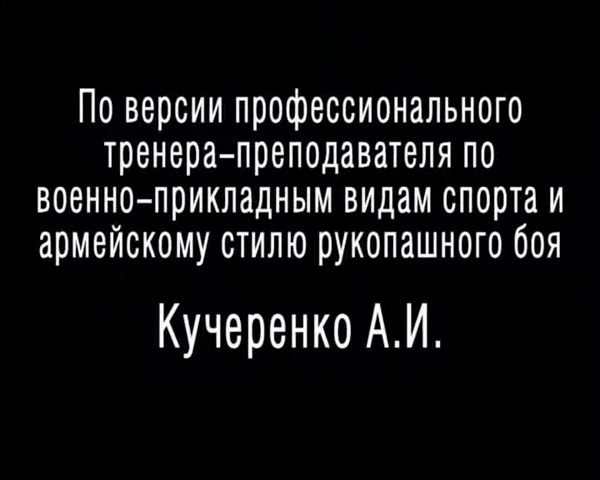 По версии профессионального
тренера-преподавателя по
военно-прикладным видам спорта и
армейскому стилю рукопашного боя
Кучеренко А.И.